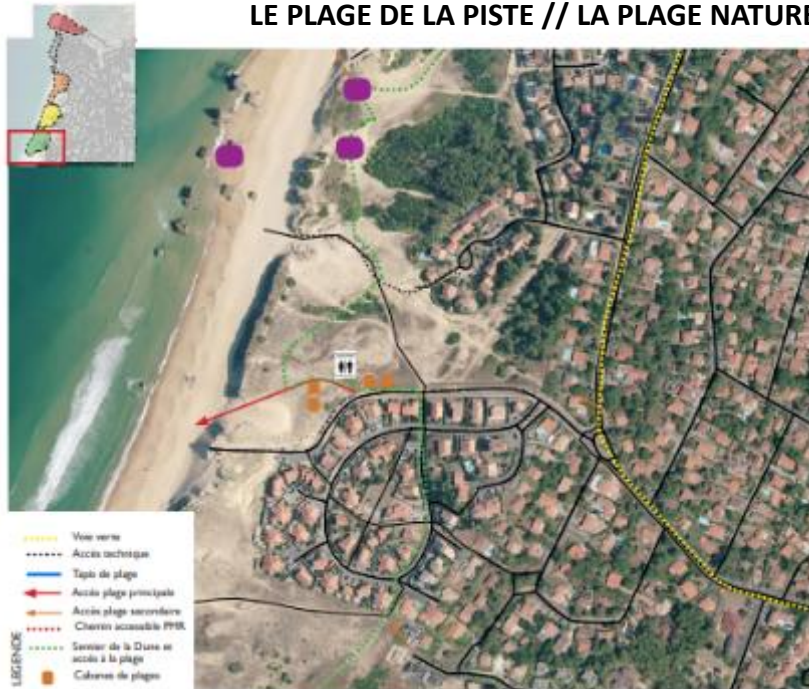 LE PLAGE DE LA PISTE // LA PLAGE NATURE
LEGENDE
Voie verte
Accès technique
Tapis de plage
Accès plage principale
Accès plage secondaire
Chemin accessible PMR
Sentier de la Dune et
accès à la plage
Cabanes de plages